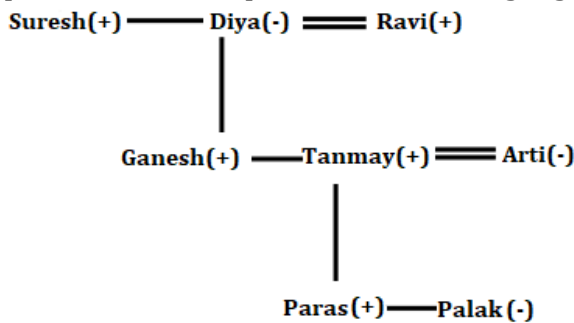 Suresh(+) Diya(-) Ravi(+)
Ganesh(+) Tanmay(+) Arti(-)
Paras(+) Palak(-)